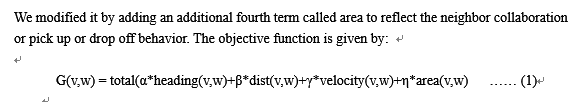 We modified it by adding an additional fourth term called area to reflect the neighbor collaboration
or pick up or drop off behavior. The objective function is given by:
G(v,w) = total(α*heading(v,w)+β*dist(v,w)+γ*velocity(v,w)+η*area(v,w) ...... (1)